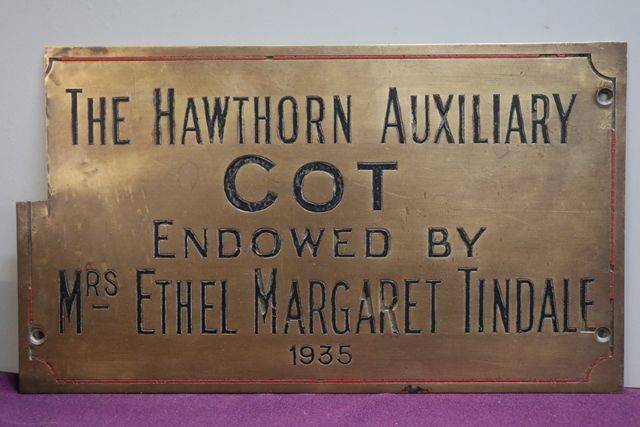 The Hawthorn Auxiliary
COT
Endowed by
Mrs Ethel Margaret Tindale
1935